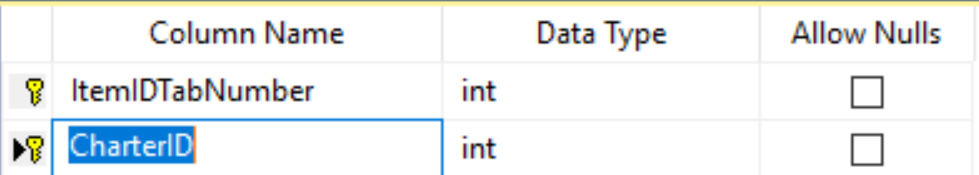 Column Name Data Type Allow Nulls
ItemIDTabNumber int
CharterID int